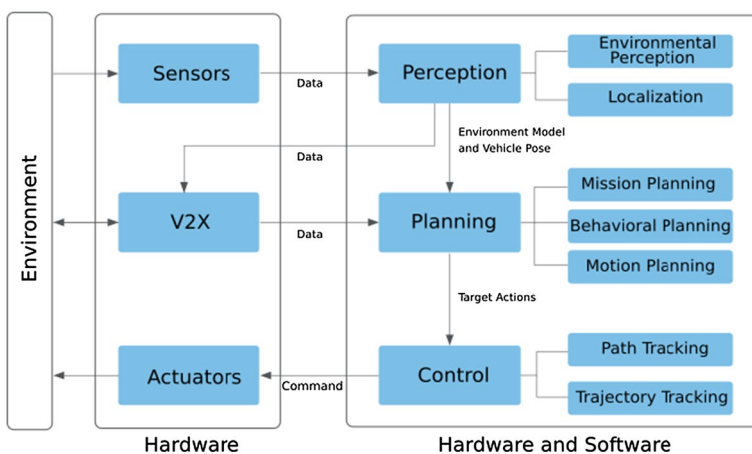 Environment
Sensors
Data
Perception
Environmental
Perception
Localization
Data
Environment Model
and Vehicle Pose
V2X
Data
Planning
Mission Planning
Behavioral Planning
Motion Planning
Target Actions
Actuators
Command
Control
Path Tracking
Trajectory Tracking
Hardware
Hardware and Software